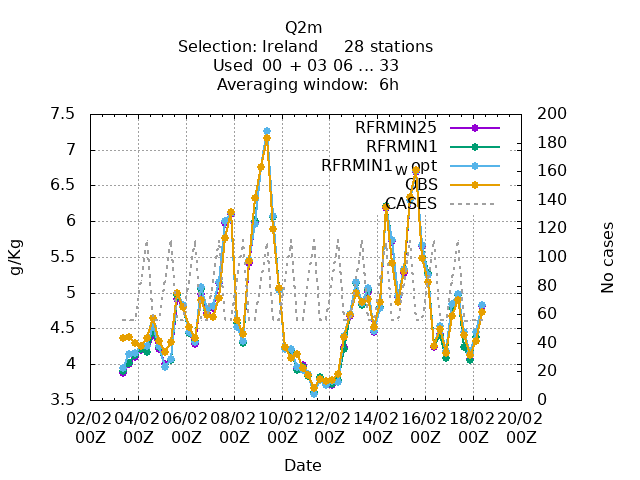 Q2m
Selection: Ireland 28 stations
Used 00 + 03 06 ... 33
Averaging window: 6h
7.5 200
RFRMIN25
180
RFRMIN1
7 160
RFRMIN1w opt
OBS
6.5 140
CASES
6 120
5.5 100
5 80
4.5 60
40
4 20
3.5 0
g/Kg
No cases
02/02 04/02 06/02 08/02 10/02 12/02 14/02 16/02 18/02 20/02
00Z 00Z 00Z 00Z 00Z 00Z 00Z 00Z 00Z 00Z
Date